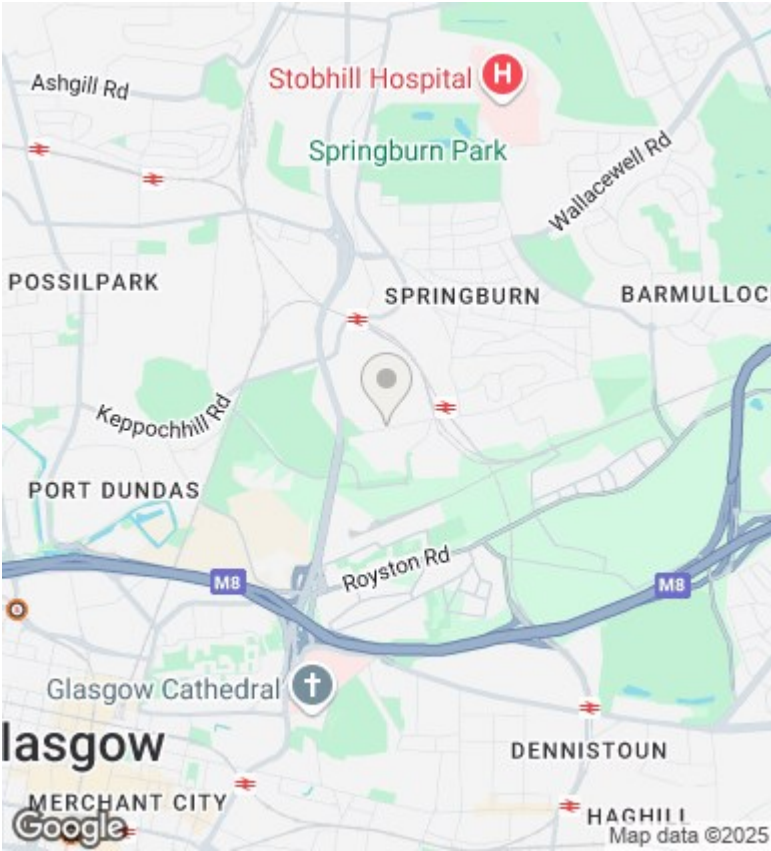 Ashgill Rd
Stobhill Hospital
H
Springburn Park
Wallacewell Rd
POSSILPARK
SPRINGBURN
BARMULLOC
Keppochhill Rd
PORT DUNDAS
Royston Rd
M8
M8
Glasgow Cathedral
lasgow
DENNISTOUN
MERCHANT CITY
HAGHILL
Google
Map data ©2025